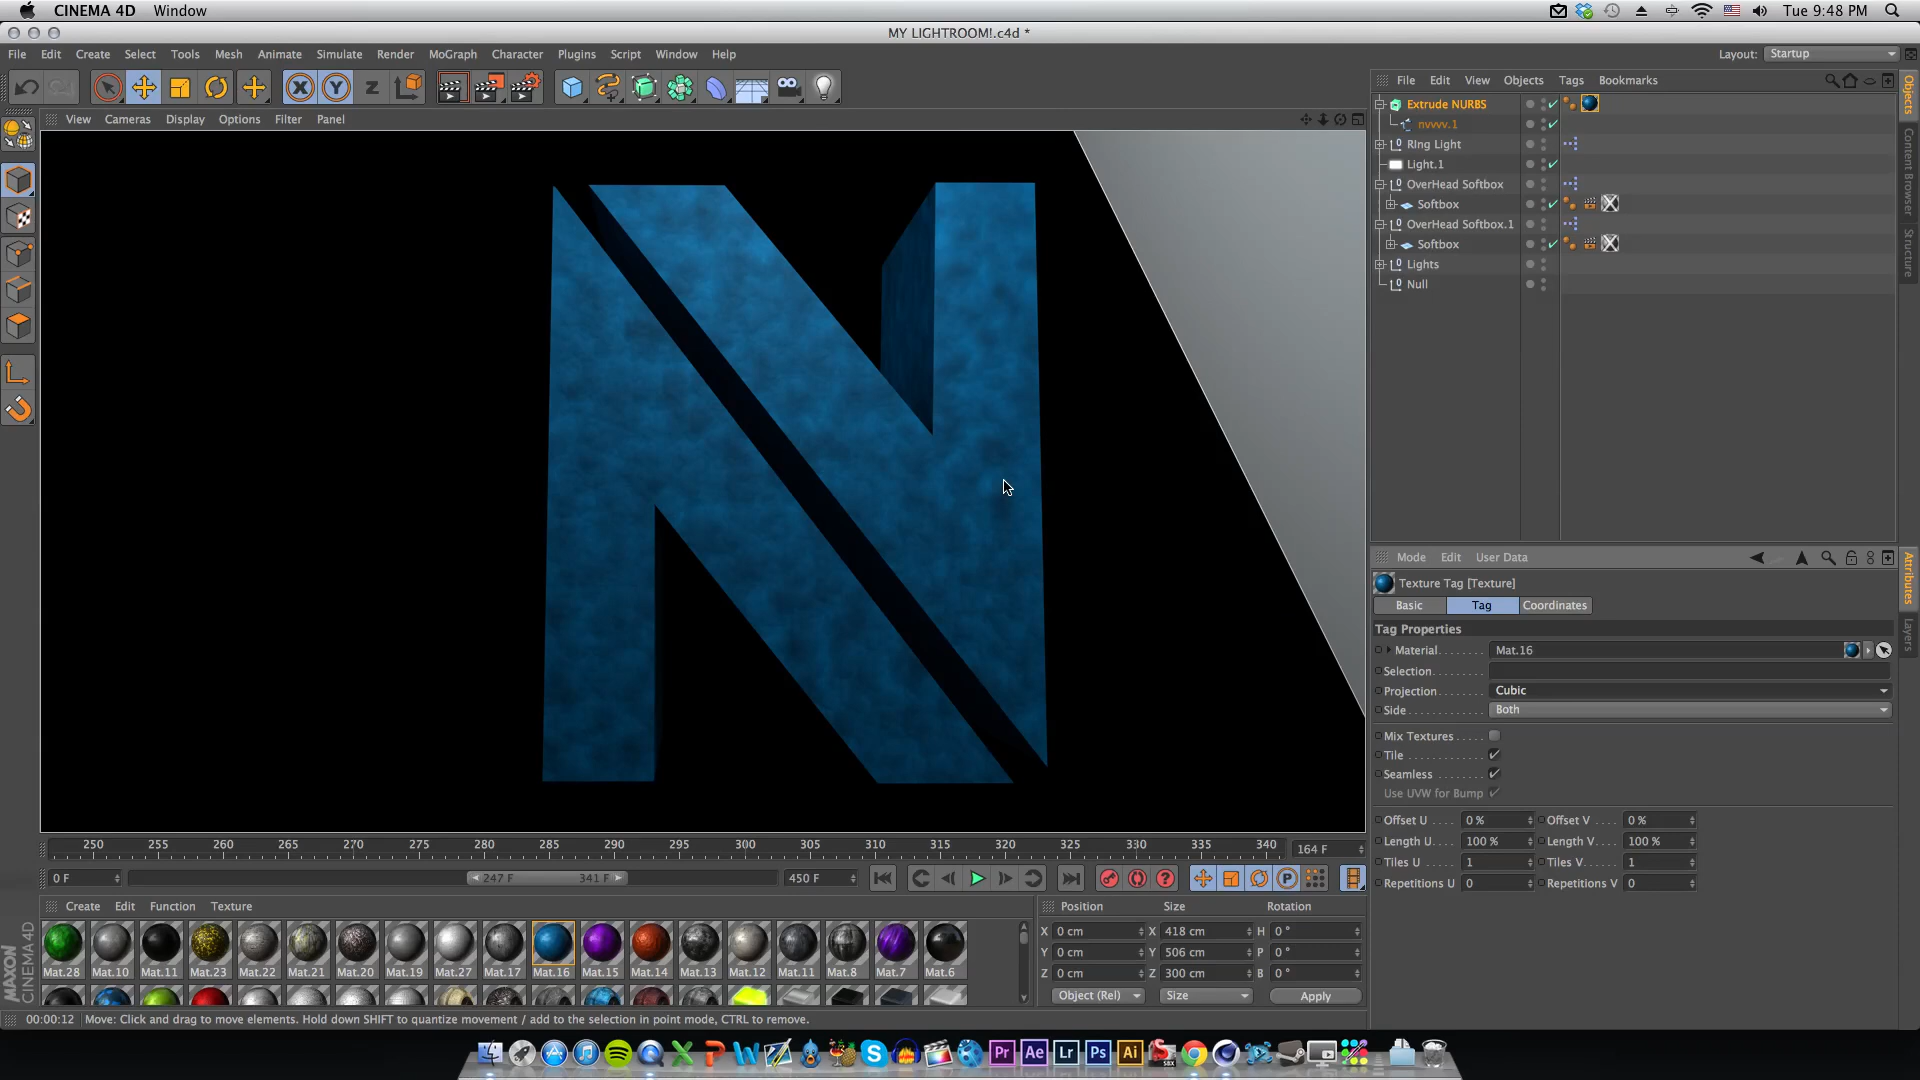 CINEMA 4D Window Tue 9:48 PM
MY LIGHTROOM!.c4d *
File Edit Create Select Tools Mesh Animate Simulate Render MoGraph Character Plugins Script Window Help Layout: Startup
X Y Z
File Edit View Objects Tags Bookmarks
View Cameras Display Options Filter Panel
Extrude NURBS
nvvvv.1
RIng Light
Light.1
OverHead Softbox
Softbox
OverHead Softbox.1
Softbox
Lights
Null
Objects
Content Browser
Structure
N
Mode Edit User Data
Texture Tag [Texture]
Basic Tag Coordinates
Tag Properties
Material Mat.16
Selection
Projection Cubic
Side Both
Mix Textures
Tile
Seamless
Use UVW for Bump
Offset U 0 % Offset V 0 %
Length U 100 % Length V 100 %
Tiles U 1 Tiles V 1
Repetitions U 0 Repetitions V 0
Attributes
Layers
250 255 260 265 270 275 280 285 290 295 300 305 310 315 320 325 330 335 340 164 F
0 F 247 F 341 F 450 F
Create Edit Function Texture
Mat.28 Mat.10 Mat.11 Mat.23 Mat.22 Mat.21 Mat.20 Mat.19 Mat.27 Mat.17 Mat.16 Mat.15 Mat.14 Mat.13 Mat.12 Mat.11 Mat.8 Mat.7 Mat.6
Position Size Rotation
X 0 cm X 418 cm H 0 °
Y 0 cm Y 506 cm P 0 °
Z 0 cm Z 300 cm B 0 °
Object (Rel) Size Apply
MAXON
CINEMA 4D
00:00:12 Move: Click and drag to move elements. Hold down SHIFT to quantize movement / add to the selection in point mode, CTRL to remove.
Pr Ae Lr Ps Ai